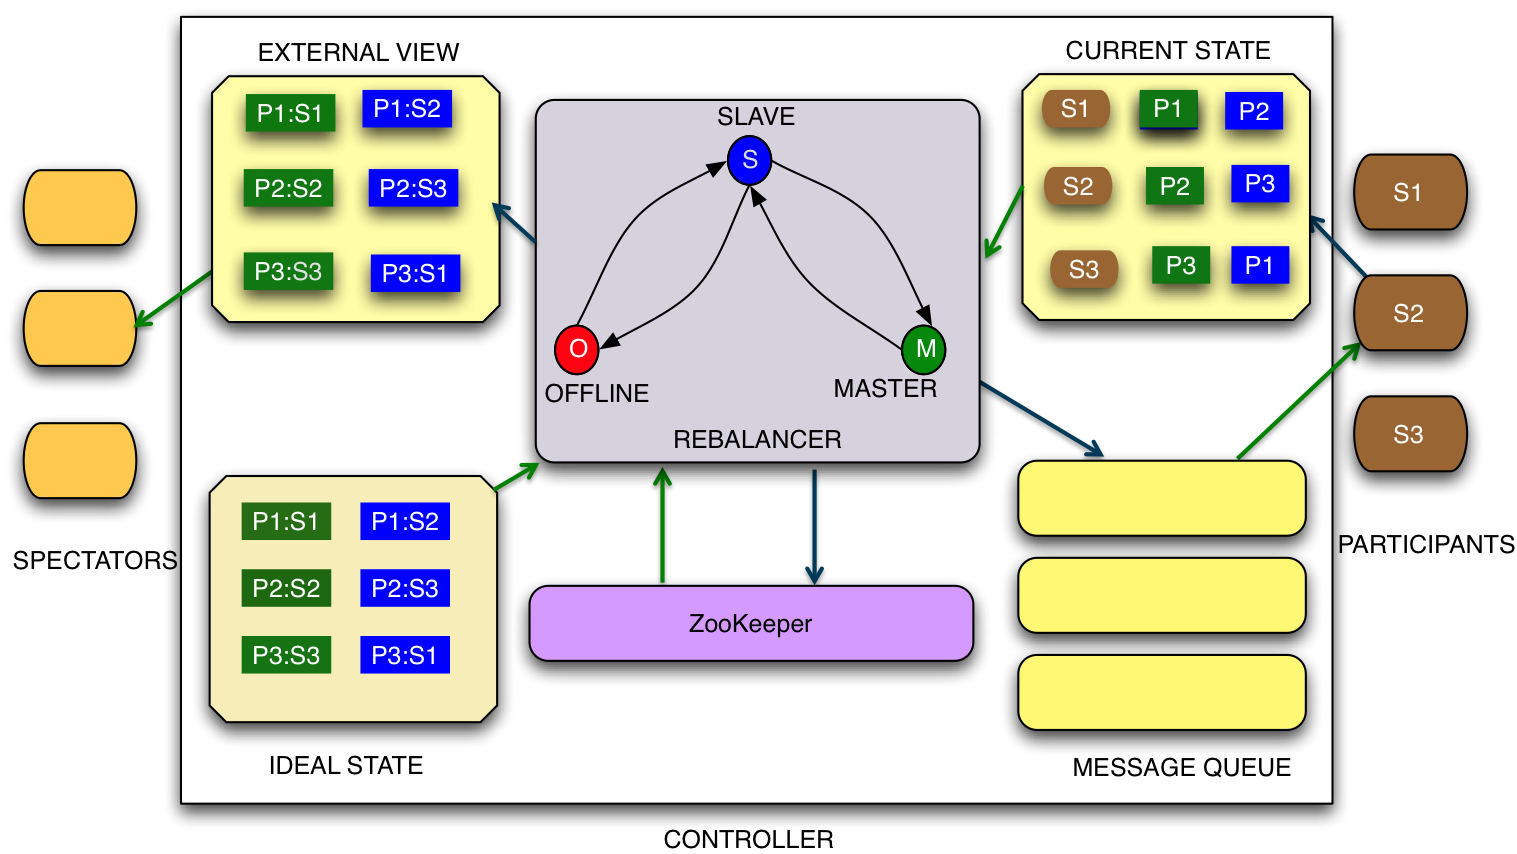 EXTERNAL VIEW
P1:S1 P1:S2
P2:S2 P2:S3
P3:S3 P3:S1
SLAVE
S
O
M
OFFLINE
MASTER
REBALANCER
CURRENT STATE
S1 P1 P2
S2 P2 P3
S3 P3 P1
S1
S2
S3
SPECTATORS
PARTICIPANTS
P1:S1 P1:S2
P2:S2 P2:S3
P3:S3 P3:S1
IDEAL STATE
ZooKeeper
MESSAGE QUEUE
CONTROLLER